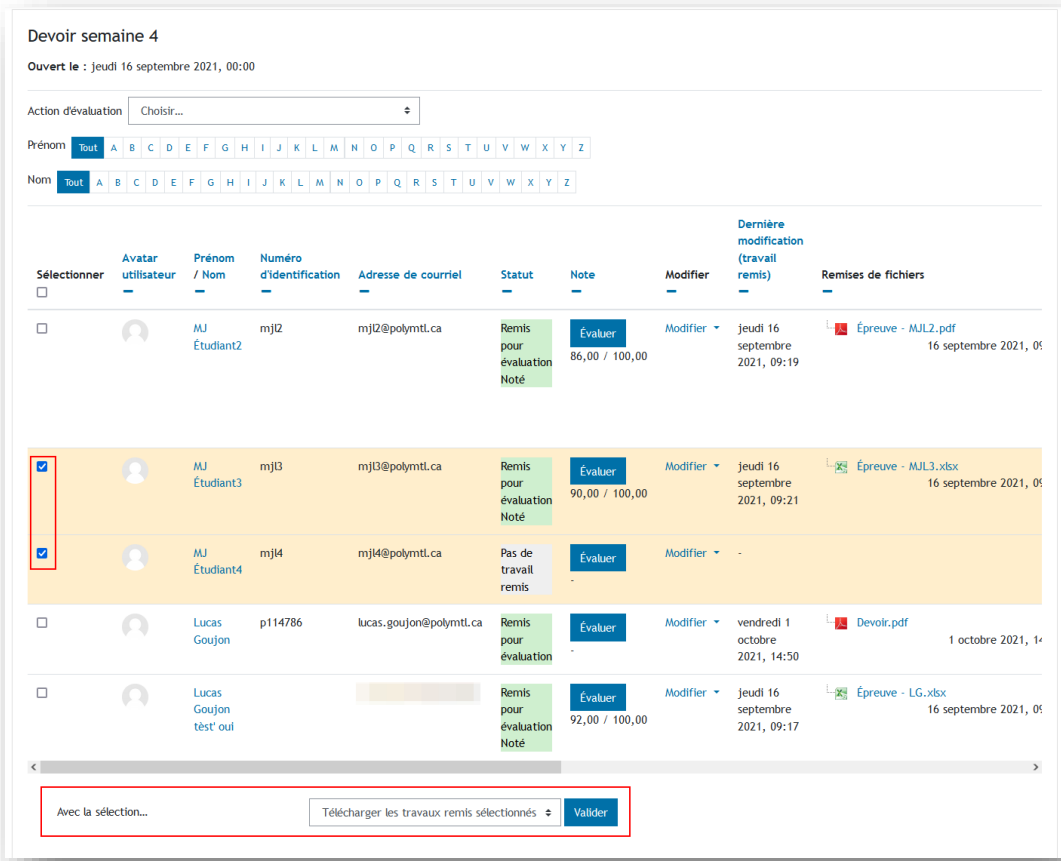 Devoir semaine 4
Ouvert le : jeudi 16 septembre 2021, 00:00
Action d'évaluation Choisir...
Prénom Tout A B C D E F G H I J K L M N O P Q R S T U V W X Y Z
Nom Tout A B C D E F G H I J K L M N O P Q R S T U V W X Y Z
Dernière
modification
Avatar Prénom Numéro (travail
Sélectionner utilisateur / Nom d'identification Adresse de courriel Statut Note Modifier remis) Remises de fichiers
MJ mjl2 mjl2@polymtl.ca Remis Évaluer Modifier jeudi 16 Épreuve - MJL2.pdf
Étudiant2 pour septembre 16 septembre 2021, 09
évaluation 86,00 / 100,00 2021, 09:19
Noté
MJ mjl3 mjl3@polymtl.ca Remis Évaluer Modifier jeudi 16 Épreuve - MJL3.xlsx
Étudiant3 pour septembre 16 septembre 2021, 09
évaluation 90,00 / 100,00 2021, 09:21
Noté
MJ mjl4 mjl4@polymtl.ca Pas de Évaluer Modifier -
Étudiant4 travail
remis -
Lucas p114786 lucas.goujon@polymtl.ca Remis Évaluer Modifier vendredi 1 Devoir.pdf
Goujon pour octobre 1 octobre 2021, 14
évaluation - 2021, 14:50
Lucas Remis Évaluer Modifier jeudi 16 Épreuve - LG.xlsx
Goujon pour septembre 16 septembre 2021, 09
tèst' oui évaluation 92,00 / 100,00 2021, 09:17
Noté
Avec la sélection... Télécharger les travaux remis sélectionnés Valider